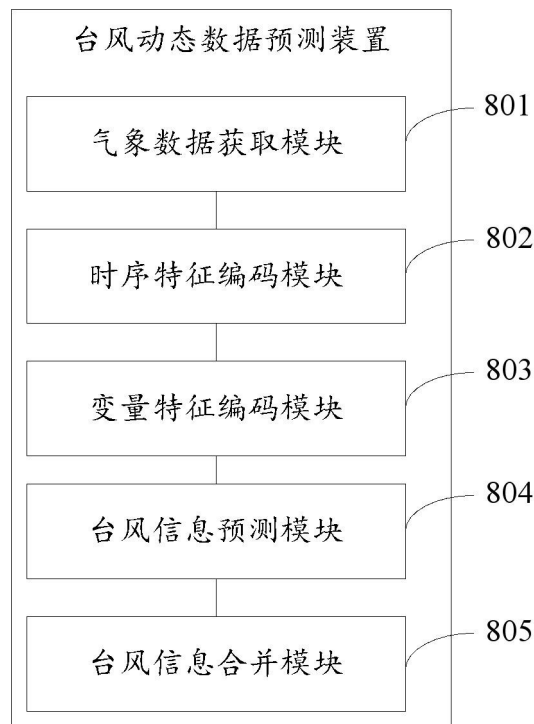 台风动态数据预测装置
气象数据获取模块
801
时序特征编码模块
802
变量特征编码模块
803
台风信息预测模块
804
台风信息合并模块
805